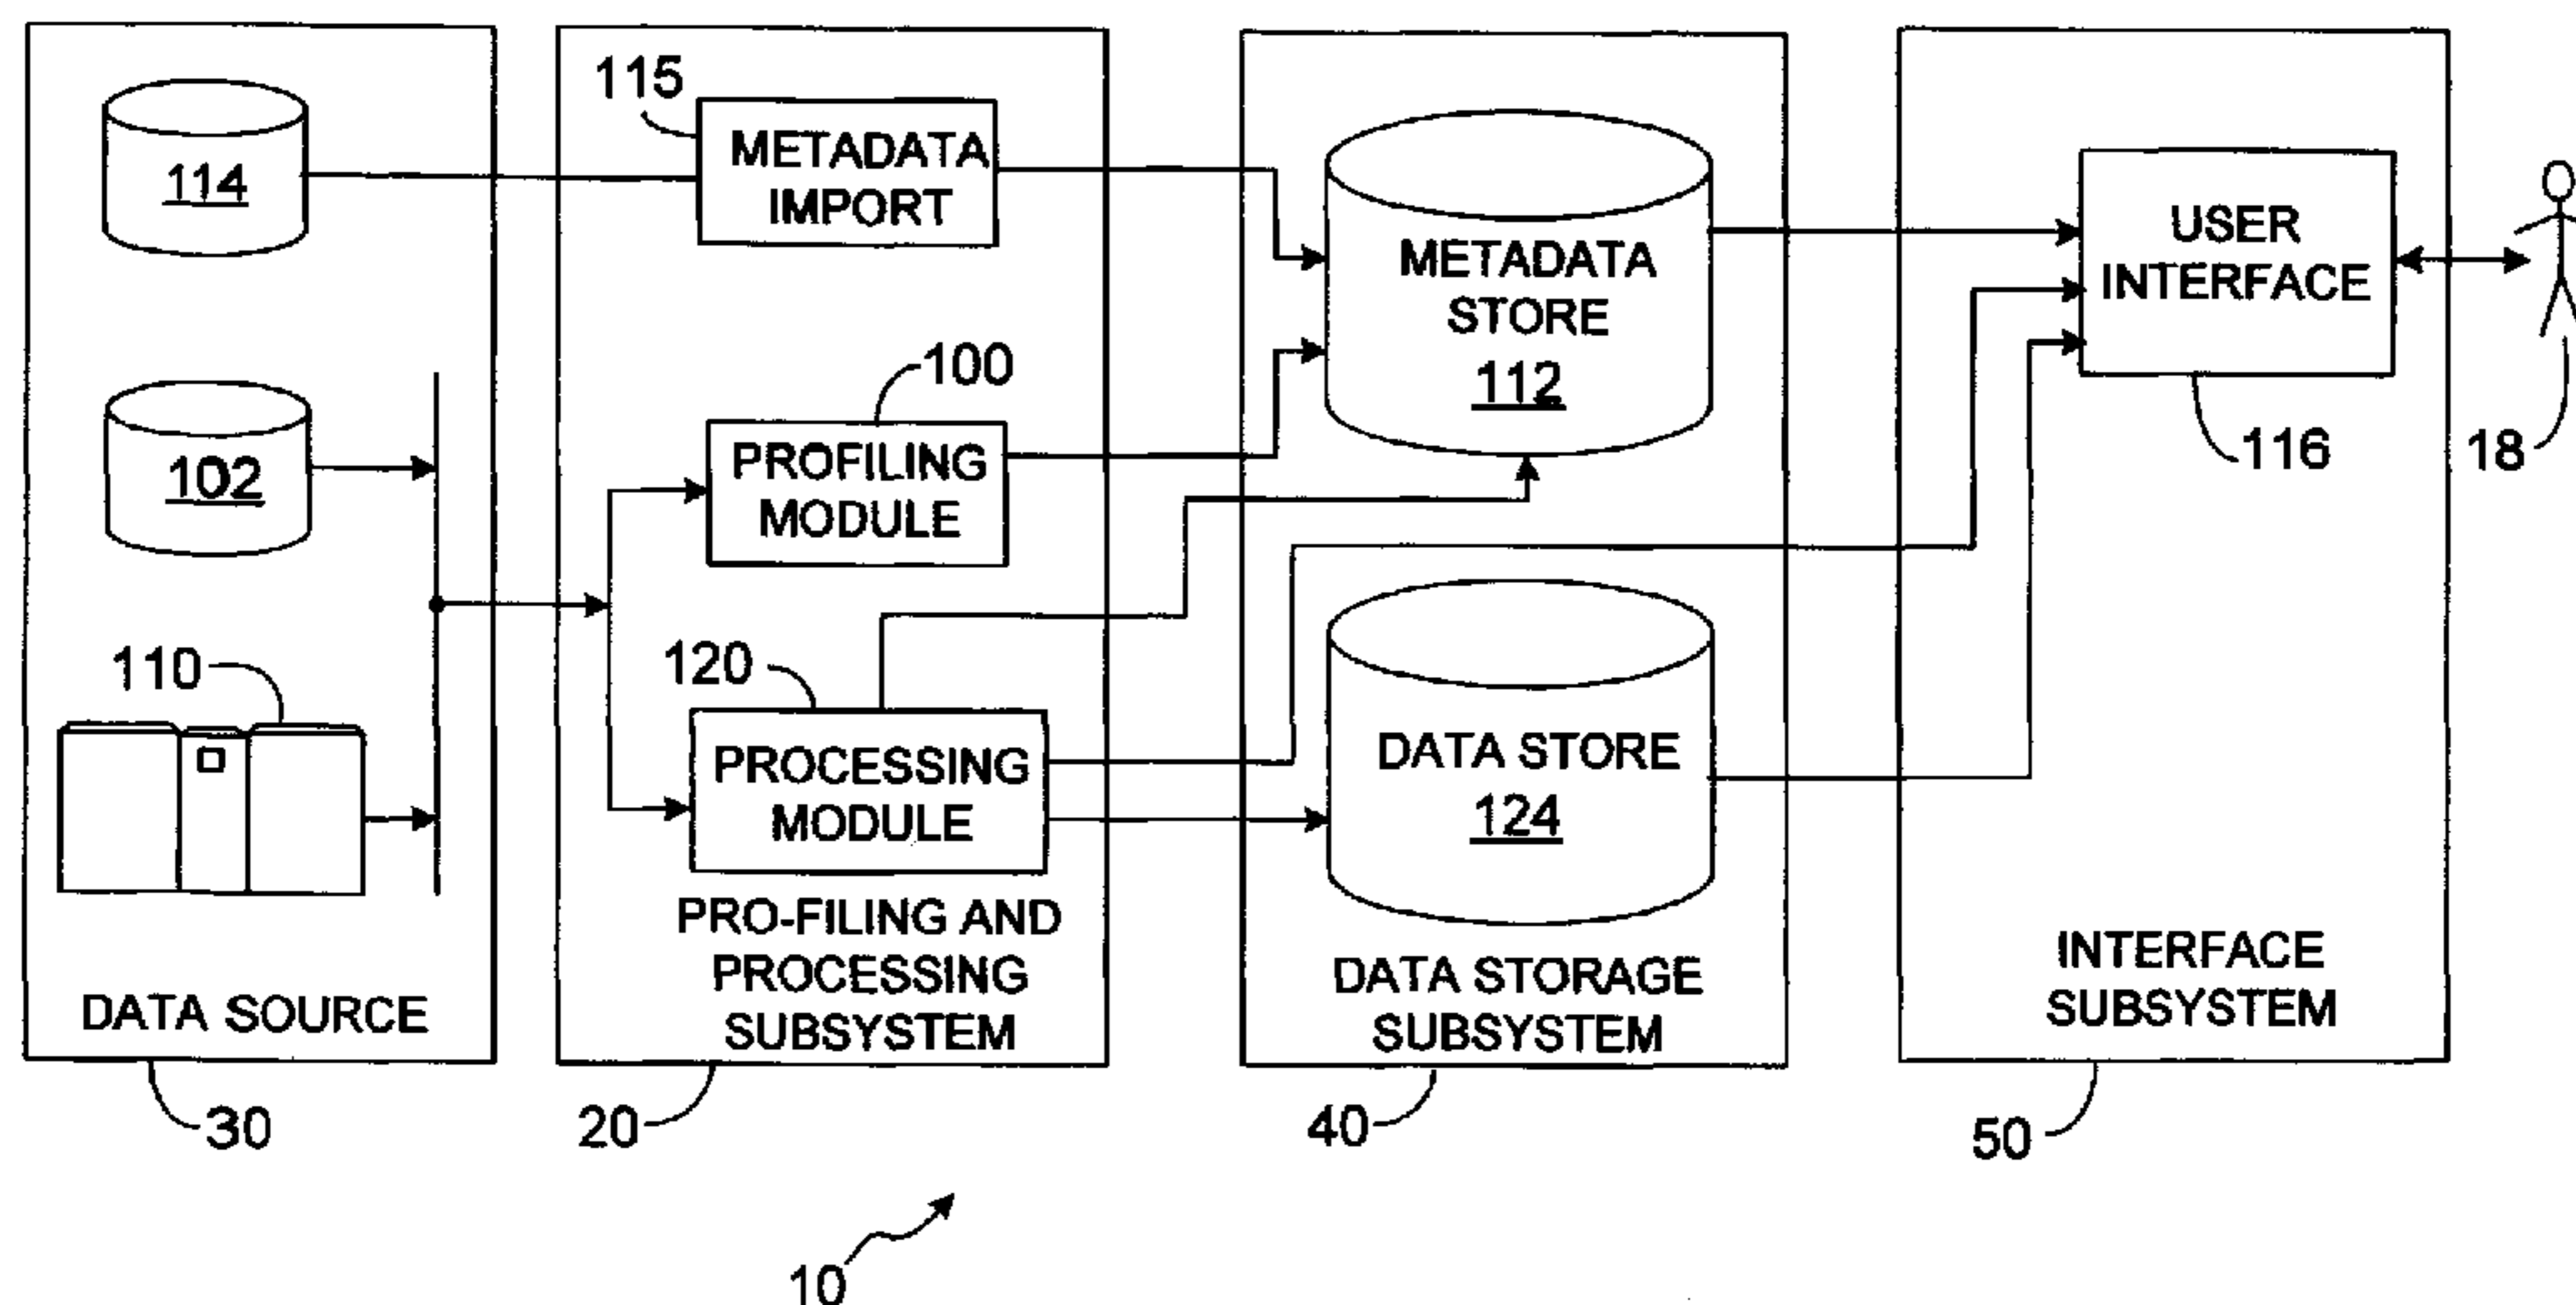 114
102
110
DATA SOURCE
30
115
METADATA
IMPORT
100
PROFILING
MODULE
120
PROCESSING
MODULE
PRO-FILING AND
PROCESSING
SUBSYSTEM
20
METADATA
STORE
112
DATA STORE
124
DATA STORAGE
SUBSYSTEM
40
USER
INTERFACE
116
18
INTERFACE
SUBSYSTEM
50
10